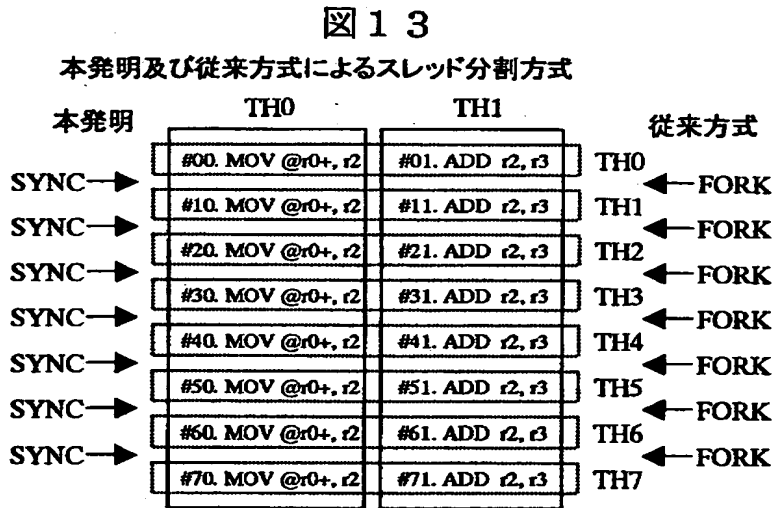 図13
本発明及び従来方式によるスレッド分割方式
本発明 TH0 TH1 従来方式
#00. MOV @r0+, r2 #01. ADD r2, r3 TH0
SYNC FORK
#10. MOV @r0+, r2 #11. ADD r2, r3 TH1
SYNC FORK
#20. MOV @r0+, r2 #21. ADD r2, r3 TH2
SYNC FORK
#30. MOV @r0+, r2 #31. ADD r2, r3 TH3
SYNC FORK
#40. MOV @r0+, r2 #41. ADD r2, r3 TH4
SYNC FORK
#50. MOV @r0+, r2 #51. ADD r2, r3 TH5
SYNC FORK
#60. MOV @r0+, r2 #61. ADD r2, r3 TH6
SYNC FORK
#70. MOV @r0+, r2 #71. ADD r2, r3 TH7